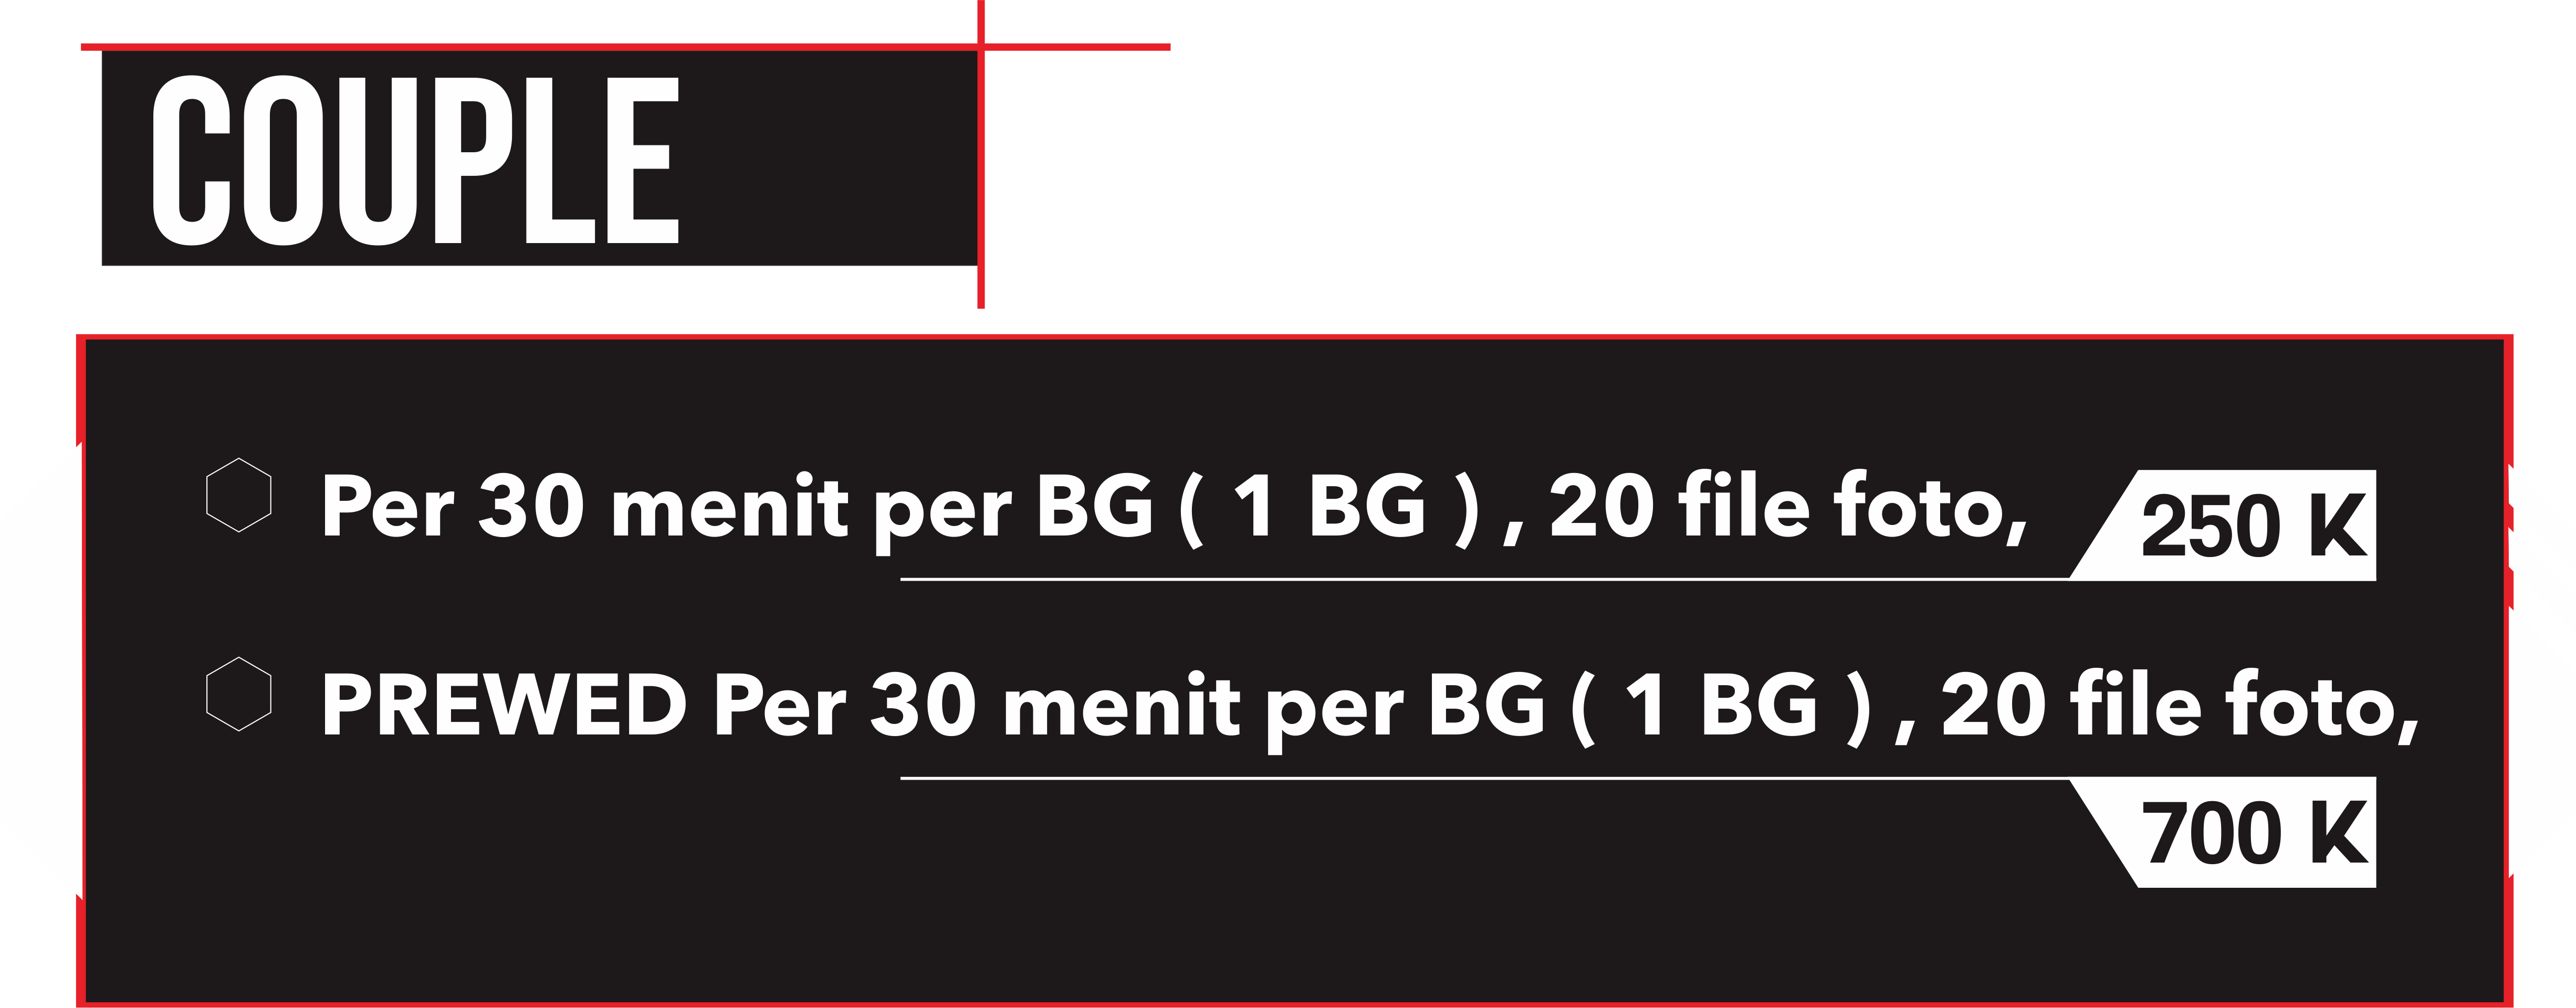 COUPLE
Per 30 menit per BG ( 1 BG ) , 20 file foto,
250 K
PREWED Per 30 menit per BG ( 1 BG ) , 20 file foto,
700 K